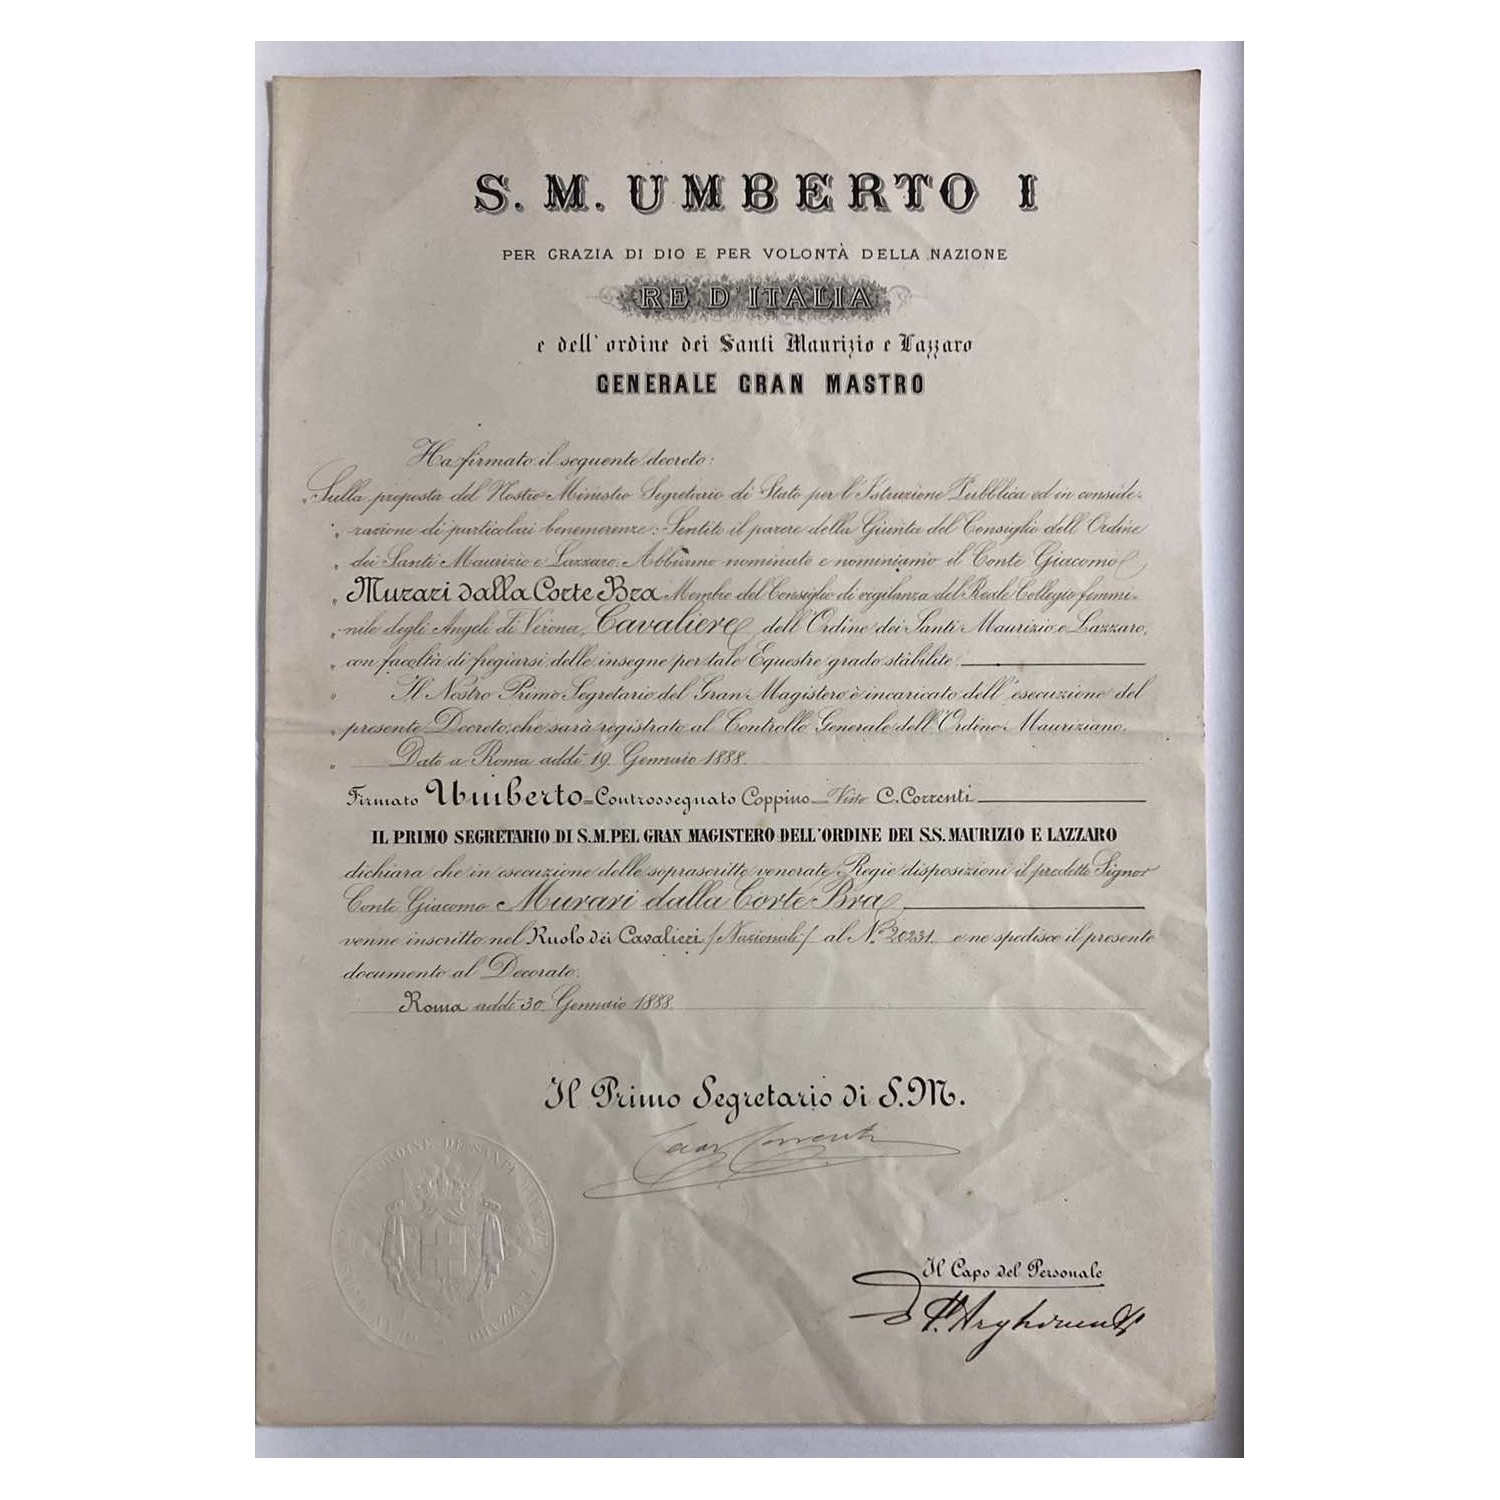 S. M. UMBERTO I
PER GRAZIA DI DIO E PER VOLONTÀ DELLA NAZIONE
RE D'ITALIA
e dell'ordine dei Santi Maurizio e Lazzaro
GENERALE GRAN MASTRO
Ha firmato il seguente decreto:
„Sulla proposta del Nostro Ministro Segretario di Stato per l'Istruzione Pubblica ed in conside-
„razione di particolari benemerenze: Sentito il parere della Giunta del Consiglio dell'Ordine
„dei Santi Maurizio e Lazzaro: Abbiamo nominato e nominiamo il Conte Giacomo
„Murari dalla Corte Bra Membro del Consiglio di vigilanza del Reale Collegio femmi-
„nile degli Angeli di Verona, Cavaliere dell'Ordine dei Santi Maurizio e Lazzaro,
„con facoltà di fregiarsi delle insegne per tale Equestre grado stabilite.
„Il Nostro Primo Segretario del Gran Magistero è incaricato dell'esecuzione del
„presente Decreto, che sarà registrato al Controllo Generale dell'Ordine Mauriziano.
„Dato a Roma addì 19 Gennaio 1888.
Firmato Umberto = Controssegnato Coppino - Visto C. Correnti
IL PRIMO SEGRETARIO DI S.M. PEL GRAN MAGISTERO DELL'ORDINE DEI S.S. MAURIZIO E LAZZARO
dichiara che in esecuzione delle soprascritte venerate Regie disposizioni il predetto Signor
Conte Giacomo Murari dalla Corte Bra
venne inscritto nel Ruolo dei Cavalieri (Nazionali) al N.º 20231 e ne spedisce il presente
documento al Decorato.
Roma addì 30 Gennaio 1888.
Il Primo Segretario di S.M.
Cesar Correnti
ORDINE DE SANTI
LAZZARO
Il Capo del Personale